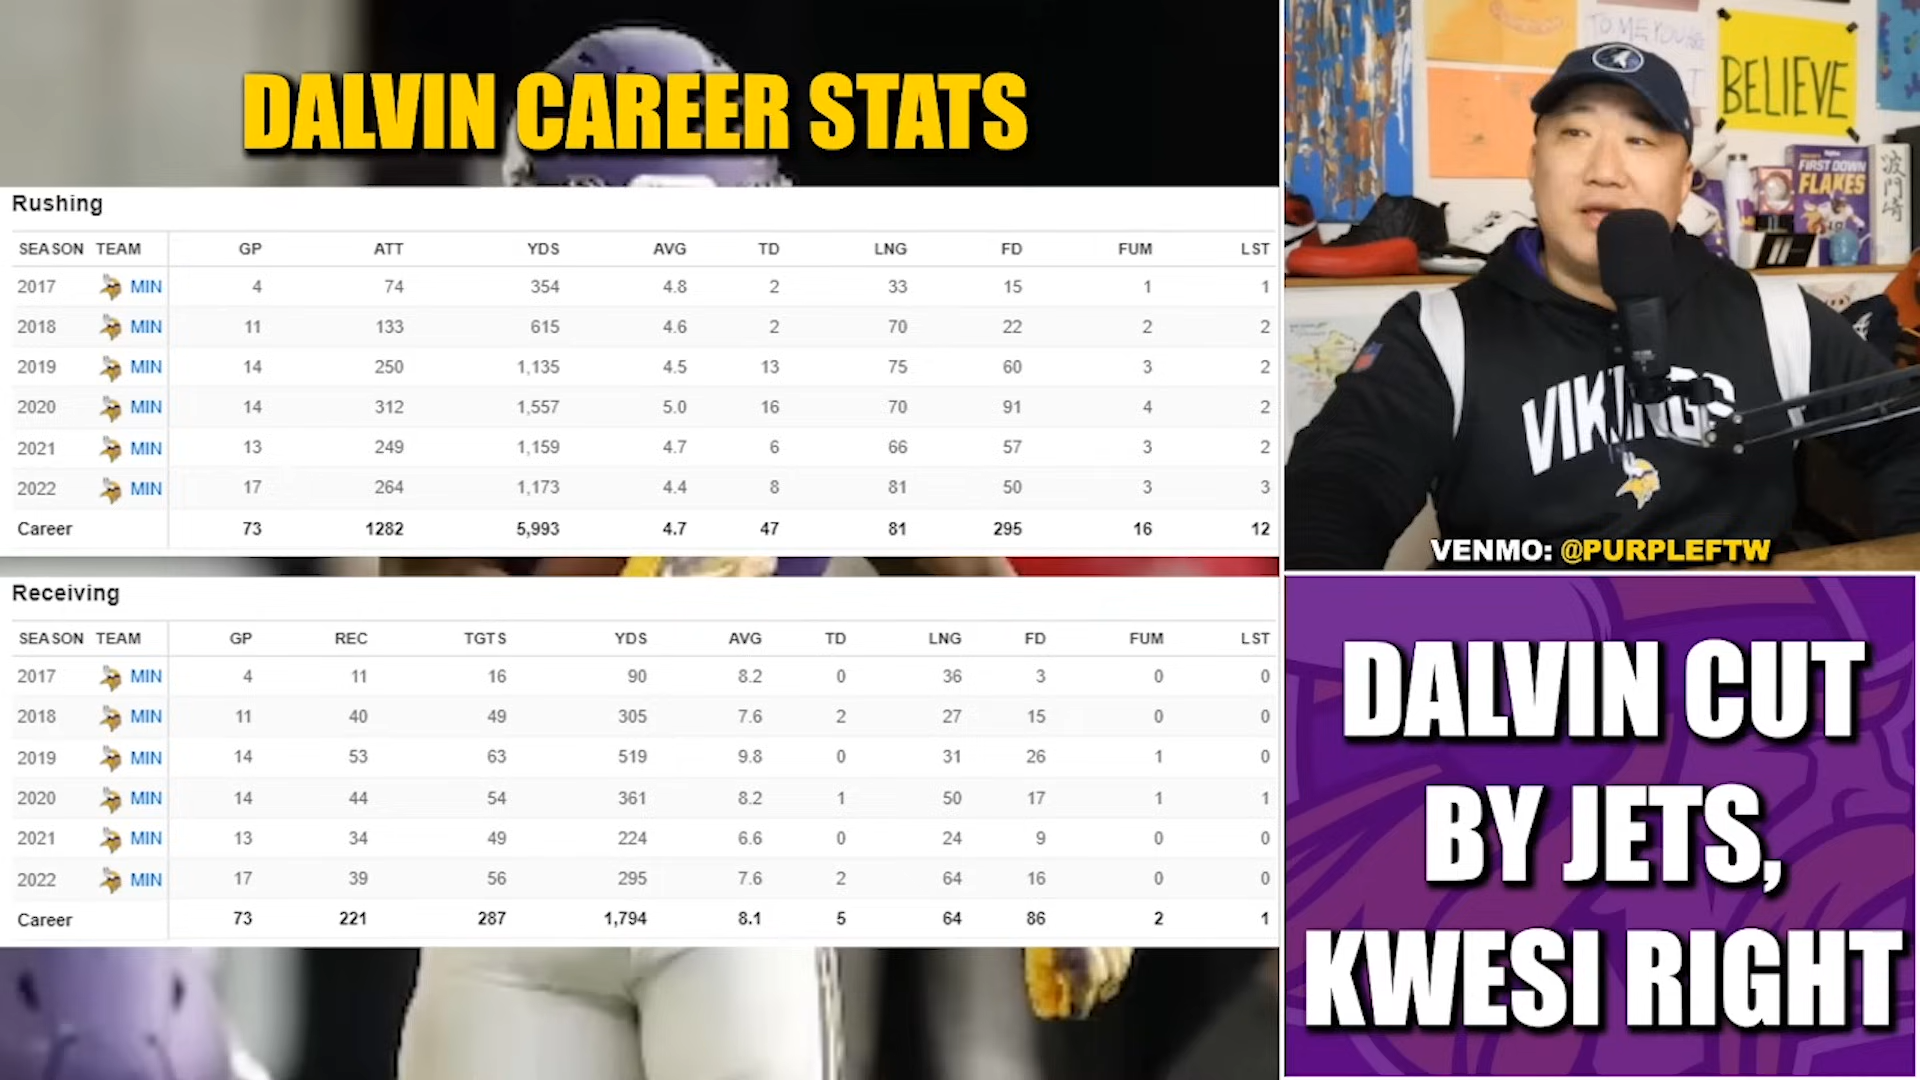 DALVIN CAREER STATS
Rushing
SEASON TEAM GP ATT YDS AVG TD LNG FD FUM LST
2017 MIN 4 74 354 4.8 2 33 15 1 1
2018 MIN 11 133 615 4.6 2 70 22 2 2
2019 MIN 14 250 1,135 4.5 13 75 60 3 2
2020 MIN 14 312 1,557 5.0 16 70 91 4 2
2021 MIN 13 249 1,159 4.7 6 66 57 3 2
2022 MIN 17 264 1,173 4.4 8 81 50 3 3
Career 73 1282 5,993 4.7 47 81 295 16 12
Receiving
SEASON TEAM GP REC TGTS YDS AVG TD LNG FD FUM LST
2017 MIN 4 11 16 90 8.2 0 36 3 0 0
2018 MIN 11 40 49 305 7.6 2 27 15 0 0
2019 MIN 14 53 63 519 9.8 0 31 26 1 0
2020 MIN 14 44 54 361 8.2 1 50 17 1 1
2021 MIN 13 34 49 224 6.6 0 24 9 0 0
2022 MIN 17 39 56 295 7.6 2 64 16 0 0
Career 73 221 287 1,794 8.1 5 64 86 2 1
TO ME YOU ARE
BELIEVE
FIRST DOWN
FLAKES
波門崎
VIKINGS
VENMO: @PURPLEFTW
DALVIN CUT
BY JETS,
KWESI RIGHT